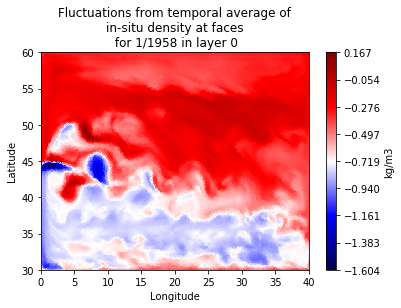 Fluctuations from temporal average of
in-situ density at faces
for 1/1958 in layer 0
60
55
50
45
40
35
30
Latitude
0 5 10 15 20 25 30 35 40
Longitude
0.167
−0.054
−0.276
−0.497
−0.719
−0.940
−1.161
−1.383
−1.604
kg/m3